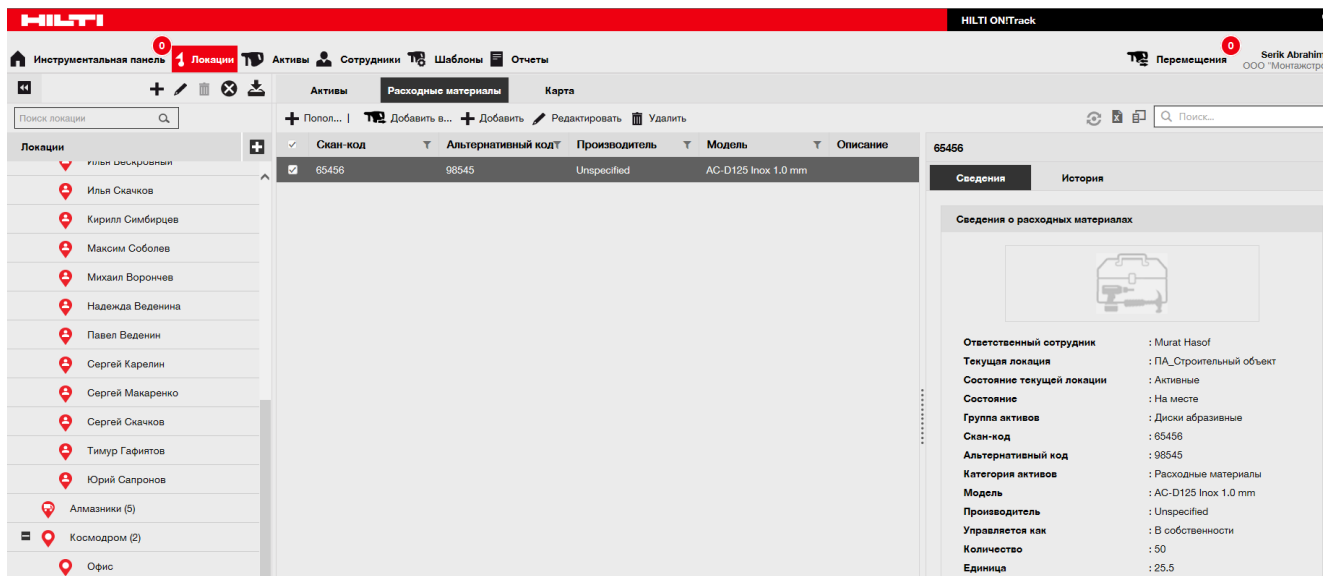 HILTI
HILTI ON!Track
Инструментальная панель
0
Локации
Активы
Сотрудники
Шаблоны
Отчеты
Перемещения
0
Serik Abrahim
ООО "Монтажстро
Активы
Расходные материалы
Карта
Поиск локации
Попол... |
Добавить в...
Добавить
Редактировать
Удалить
Поиск...
Локации
Скан-код
Альтернативный код
Производитель
Модель
Описание
65456
98545
Unspecified
AC-D125 Inox 1.0 mm
Илья Бескровный
Илья Скачков
Кирилл Симбирцев
Максим Соболев
Михаил Ворончев
Надежда Веденина
Павел Веденин
Сергей Карелин
Сергей Макаренко
Сергей Скачков
Тимур Гафиятов
Юрий Сапронов
Алмазники (5)
Космодром (2)
Офис
65456
Сведения
История
Сведения о расходных материалах
Ответственный сотрудник : Murat Hasof
Текущая локация : ПА_Строительный объект
Состояние текущей локации : Активные
Состояние : На месте
Группа активов : Диски абразивные
Скан-код : 65456
Альтернативный код : 98545
Категория активов : Расходные материалы
Модель : AC-D125 Inox 1.0 mm
Производитель : Unspecified
Управляется как : В собственности
Количество : 50
Единица : 25.5